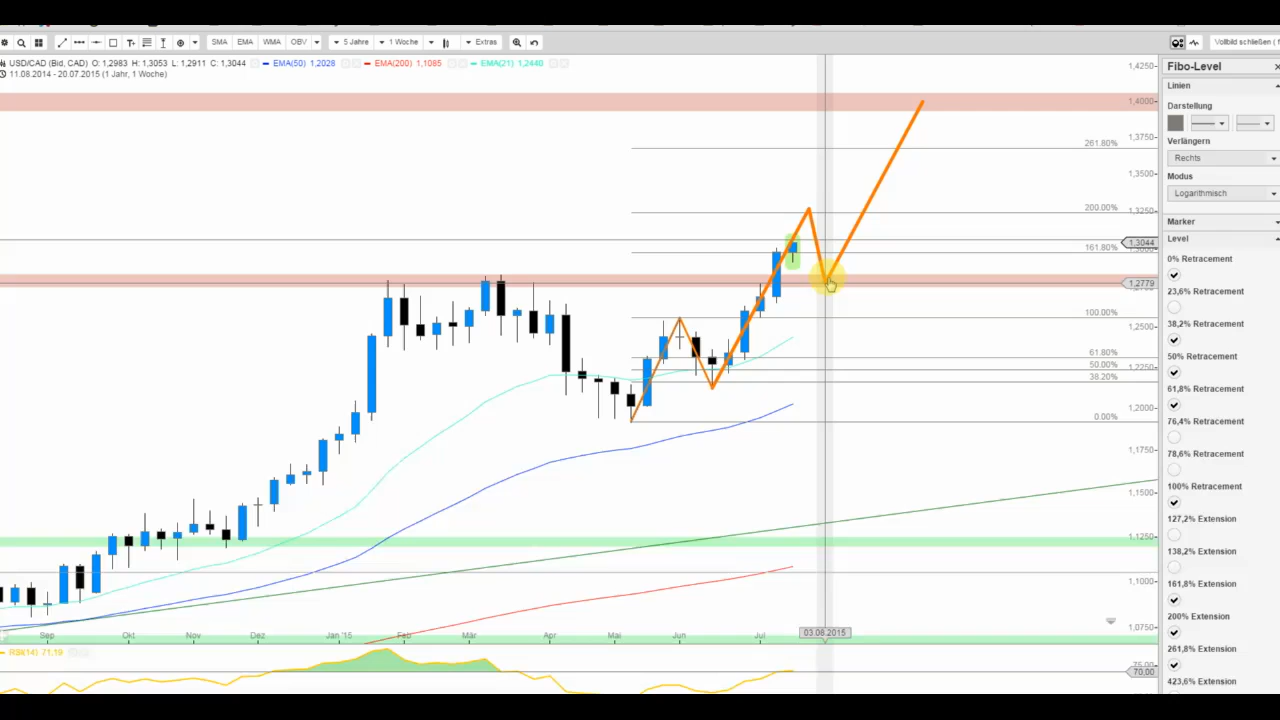 SMA EMA WMA OBV 5 Jahre 1 Woche Extras
Vollbild schließen (
USD/CAD (Bid, CAD) O: 1,2983 H: 1,3053 L: 1,2911 C: 1,3044 EMA(50) 1,2028 EMA(200) 1,1085 EMA(21) 1,2440
11.08.2014 - 20.07.2015 (1 Jahr, 1 Woche)
1,4250
1,4000
1,3750
261.80%
1,3500
200.00%
1,3250
1,3044
161.80%
1,2779
100.00%
1,2500
61.80%
50.00%
1,2250
38.20%
1,2000
0.00%
1,1750
1,1500
1,1250
1,1000
1,0750
Sep Okt Nov Dez Jan '15 Feb Mär Apr Mai Jun Jul 03.08.2015
RSI(14) 71,19
75,00
70,00
Fibo-Level
Linien
Darstellung
Verlängern
Rechts
Modus
Logarithmisch
Marker
Level
0% Retracement
23,6% Retracement
38,2% Retracement
50% Retracement
61,8% Retracement
76,4% Retracement
78,6% Retracement
100% Retracement
127,2% Extension
138,2% Extension
161,8% Extension
200% Extension
261,8% Extension
423,6% Extension